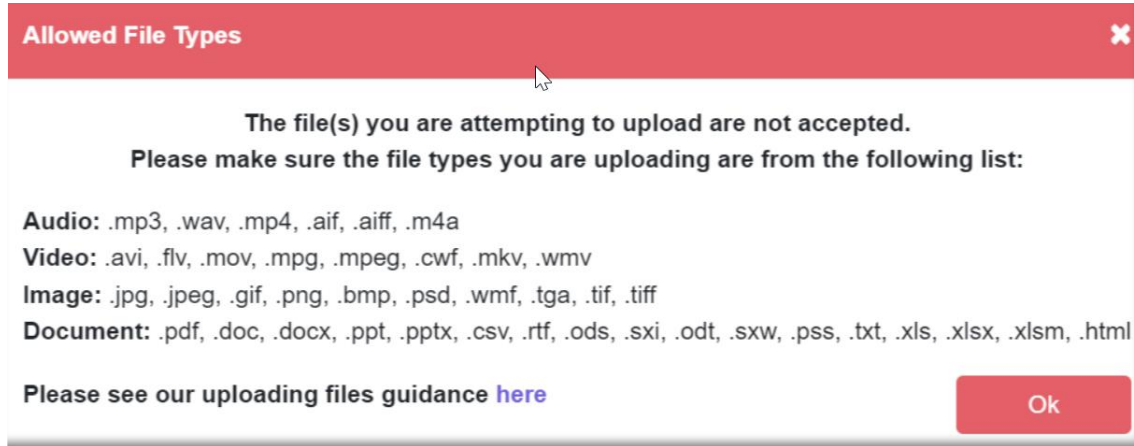 Allowed File Types
The file(s) you are attempting to upload are not accepted.
Please make sure the file types you are uploading are from the following list:
Audio: .mp3, .wav, .mp4, .aif, .aiff, .m4a
Video: .avi, .flv, .mov, .mpg, .mpeg, .cwf, .mkv, .wmv
Image: .jpg, .jpeg, .gif, .png, .bmp, .psd, .wmf, .tga, .tif, .tiff
Document: .pdf, .doc, .docx, .ppt, .pptx, .csv, .rtf, .ods, .sxi, .odt, .sxw, .pss, .txt, .xls, .xlsx, .xlsm, .html
Please see our uploading files guidance here
Ok